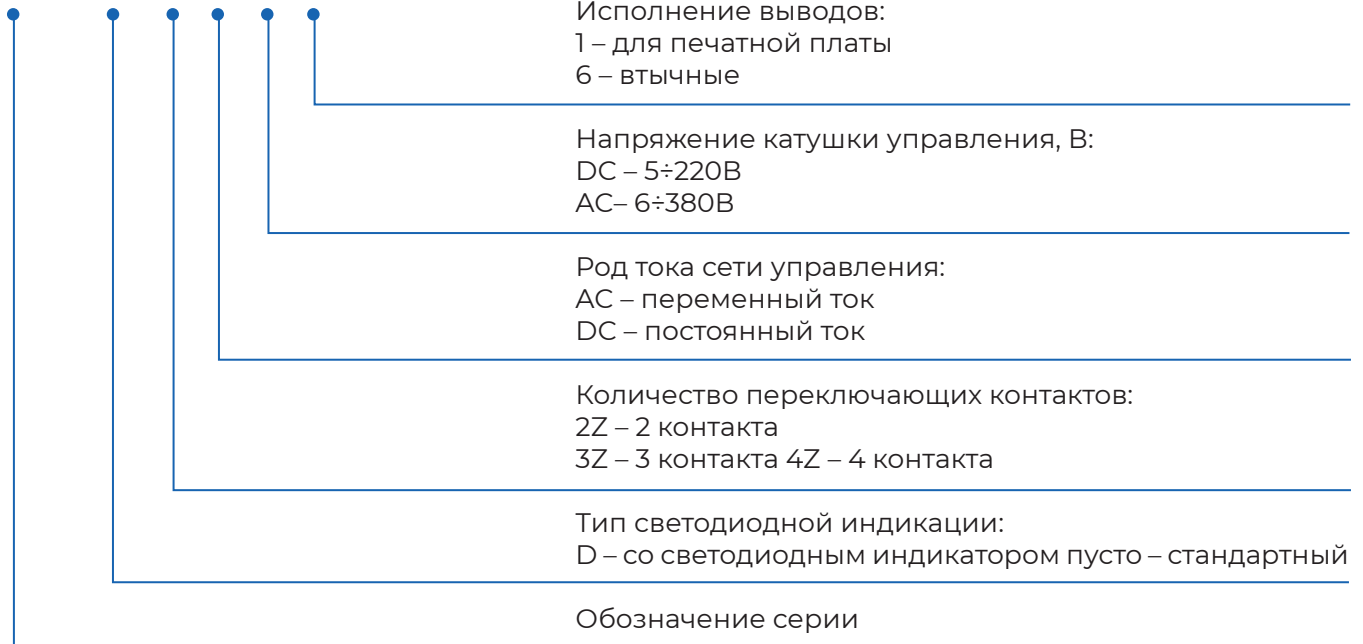 Исполнение выводов:
1 – для печатной платы
6 – втычные
Напряжение катушки управления, В:
DC – 5÷220В
AC– 6÷380В
Род тока сети управления:
AC – переменный ток
DC – постоянный ток
Количество переключающих контактов:
2Z – 2 контакта
3Z – 3 контакта 4Z – 4 контакта
Тип светодиодной индикации:
D – со светодиодным индикатором пусто – стандартный
Обозначение серии